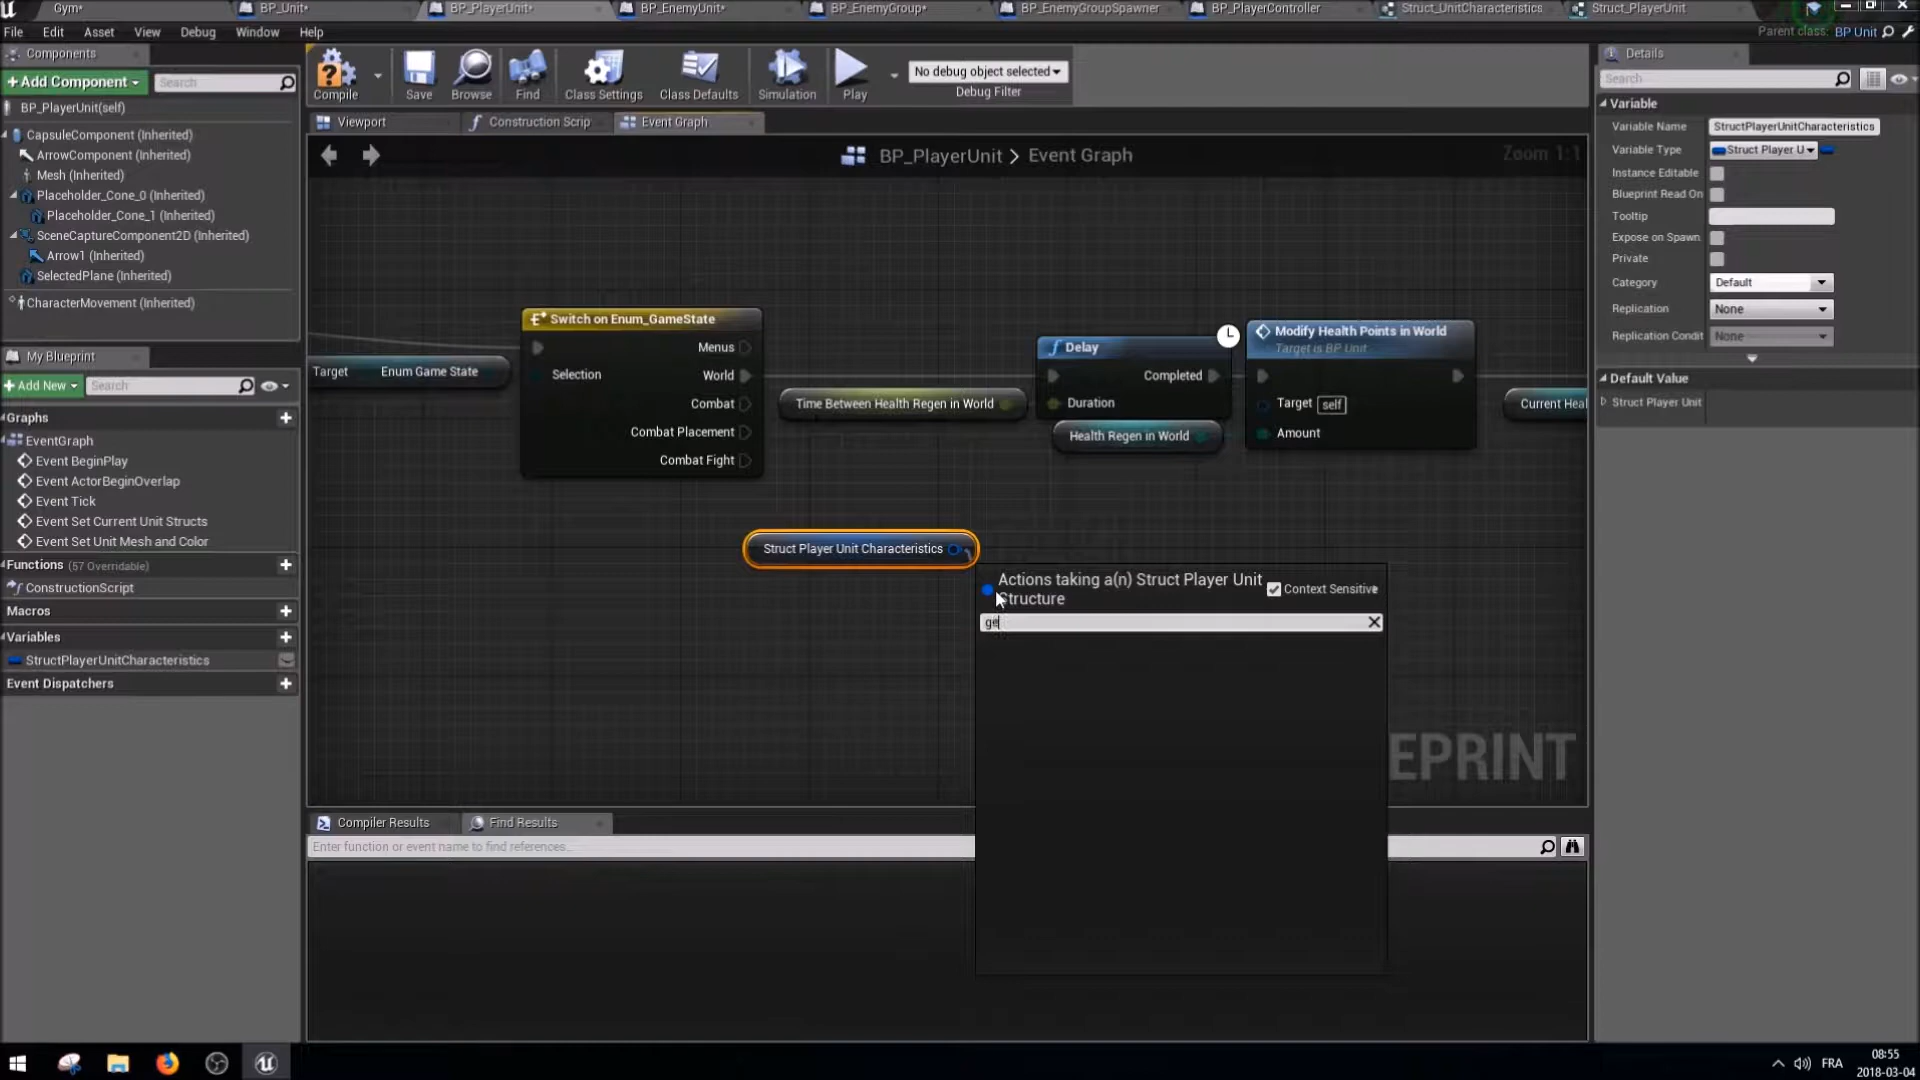 Gym*
BP_Unit*
BP_PlayerUnit*
BP_EnemyUnit*
BP_EnemyGroup*
BP_EnemyGroupSpawner
BP_PlayerController
Struct_UnitCharacteristics
Struct_PlayerUnit
File Edit Asset View Debug Window Help
Parent class: BP Unit
Components
+Add Component
Search
BP_PlayerUnit(self)
CapsuleComponent (Inherited)
ArrowComponent (Inherited)
Mesh (Inherited)
Placeholder_Cone_0 (Inherited)
Placeholder_Cone_1 (Inherited)
SceneCaptureComponent2D (Inherited)
Arrow1 (Inherited)
SelectedPlane (Inherited)
CharacterMovement (Inherited)
My Blueprint
+Add New
Search
Graphs
EventGraph
Event BeginPlay
Event ActorBeginOverlap
Event Tick
Event Set Current Unit Structs
Event Set Unit Mesh and Color
Functions (57 Overridable)
ConstructionScript
Macros
Variables
StructPlayerUnitCharacteristics
Event Dispatchers
Compile
Save
Browse
Find
Class Settings
Class Defaults
Simulation
Play
No debug object selected
Debug Filter
Viewport
Construction Scrip
Event Graph
BP_PlayerUnit > Event Graph
Zoom 1:1
Target Enum Game State
Switch on Enum_GameState
Menus
Selection World
Combat
Combat Placement
Combat Fight
Time Between Health Regen in World
Delay
Completed
Duration
Health Regen in World
Modify Health Points in World
Target is BP Unit
Target self
Amount
Current Heal
Struct Player Unit Characteristics
Actions taking a(n) Struct Player Unit
Structure
Context Sensitive
ge
EPRINT
Compiler Results
Find Results
Enter function or event name to find references...
Details
Search
Variable
Variable Name StructPlayerUnitCharacteristics
Variable Type Struct Player U
Instance Editable
Blueprint Read On
Tooltip
Expose on Spawn
Private
Category Default
Replication None
Replication Condit None
Default Value
Struct Player Unit
FRA
08:55
2018-03-04